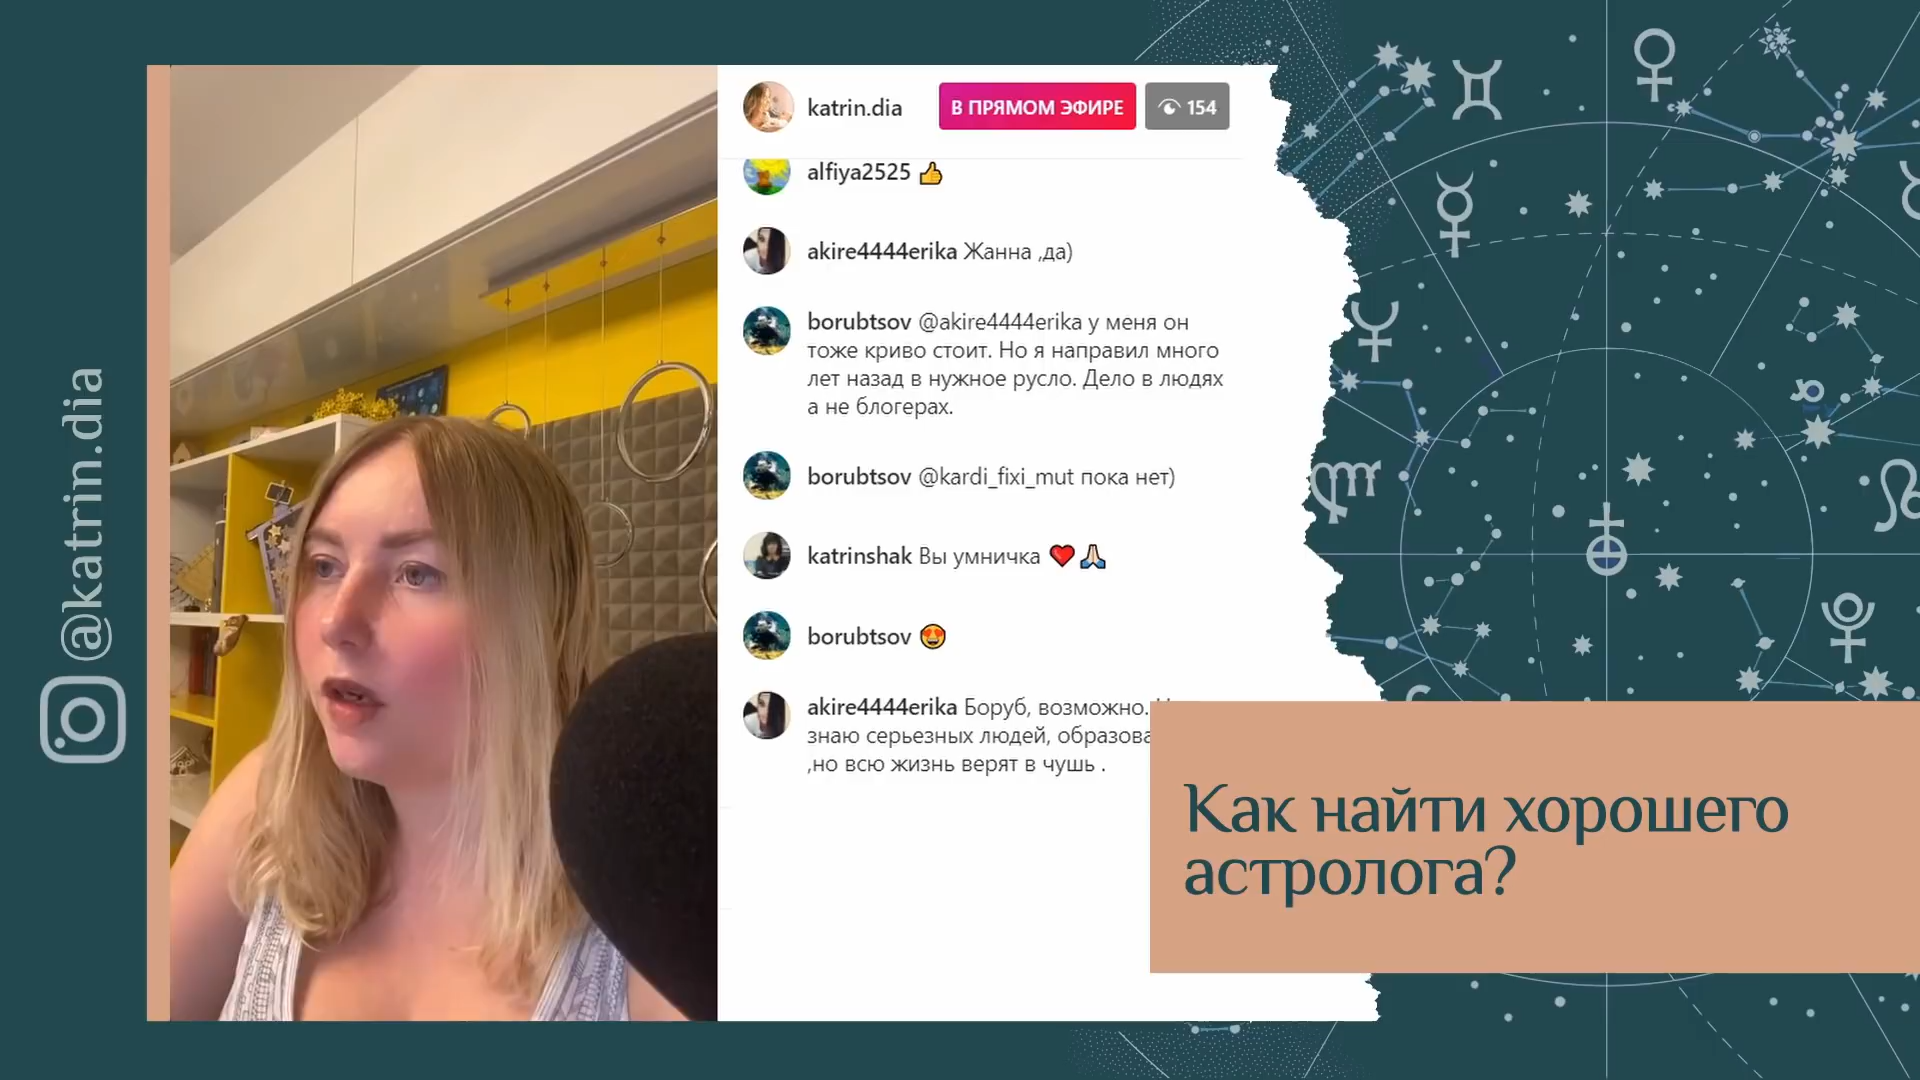 @katrin.dia
katrin.dia
В ПРЯМОМ ЭФИРЕ
154
alfiya2525 👍
akire4444erika Жанна ,да)
borubtsov @akire4444erika у меня он
тоже криво стоит. Но я направил много
лет назад в нужное русло. Дело в людях
а не блогерах.
borubtsov @kardi_fixi_mut пока нет)
katrinshak Вы умничка ❤️🙏🏻
borubtsov 😍
akire4444erika Боруб, возможно.
знаю серьезных людей,
,но всю жизнь верят в чушь .
Как найти хорошего
астролога?